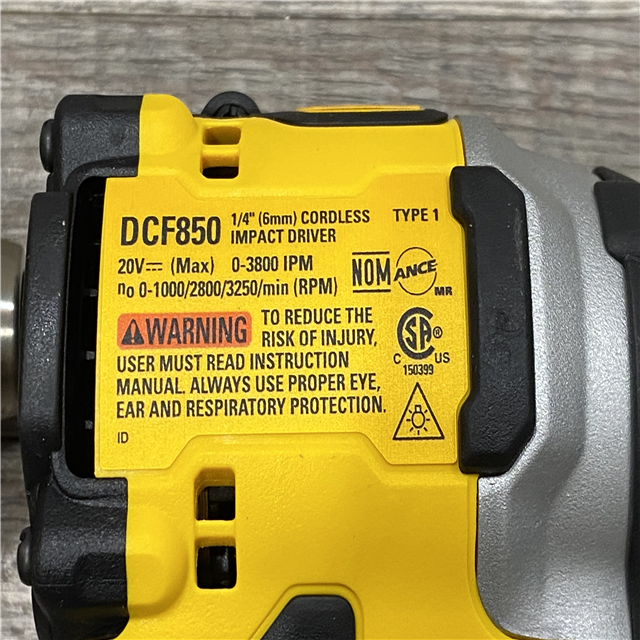 DCF850 1/4" (6mm) CORDLESS TYPE 1
IMPACT DRIVER
20V⎓ (Max) 0-3800 IPM
no 0-1000/2800/3250/min (RPM)
NOM ANCE
MR
⚠WARNING TO REDUCE THE
RISK OF INJURY,
USER MUST READ INSTRUCTION
MANUAL. ALWAYS USE PROPER EYE,
EAR AND RESPIRATORY PROTECTION.
SA ®
C US
150399
ID